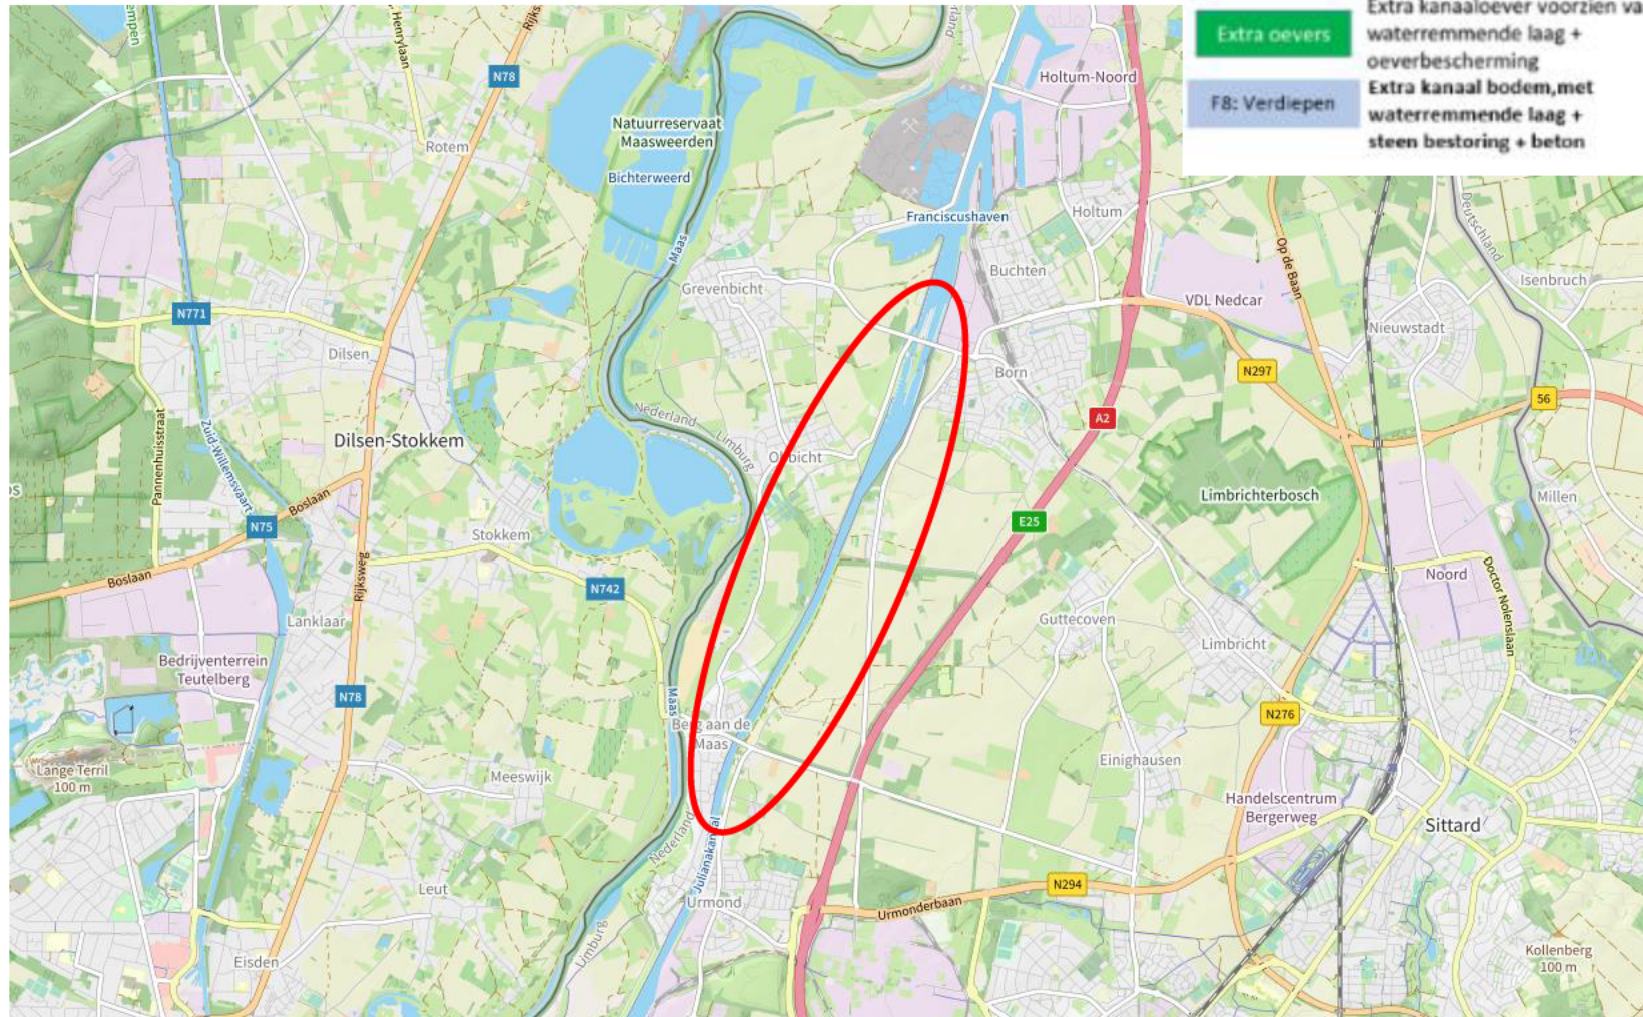 Extra kanaaloever voorzien va
Extra oevers
waterremmende laag +
oeverbescherming
F8: Verdiepen
Extra kanaal bodem,met
waterremmende laag +
steen bestoring + beton
empen
Henrylaan
Rijks
N78
rland
Holtum-Noord
Natuurreservaat
Maasweerden
Rotem
Bichterweerd
Deutschland
Franciscushaven
Holtum
Maas
Op de Baan
Buchten
Isenbruch
Grevenbicht
VDL Nedcar
N771
Nieuwstadt
Dilsen
Born
N297
56
Pannenhuisstraat
Nederland
A2
Zuid-Willemsvaart
Dilsen-Stokkem
Limburg
Obbicht
os
Boslaan
Limbrichterbosch
Millen
N75
Stokkem
E25
Boslaan
Rijksweg
N742
Noord
Doctor Nolenslaan
Lanklaar
Guttecoven
Limbricht
Bedrijventerrein
Teutelberg
N78
Maas
Berg aan de
Maas
N276
Lange Terril
100 m
Meeswijk
Einighausen
Handelscentrum
Bergerweg
Sittard
Nederland
Julianakanaal
Leut
Urmond
N294
Urmonderbaan
Limburg
Eisden
Kollenberg
100 m